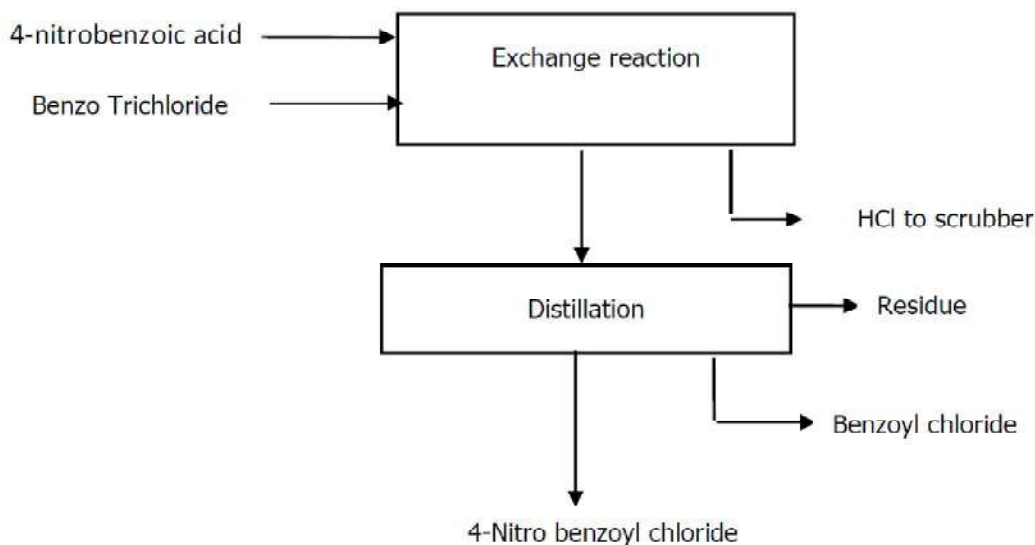 4-nitrobenzoic acid
Exchange reaction
Benzo Trichloride
HCl to scrubber
Distillation
Residue
Benzoyl chloride
4-Nitro benzoyl chloride